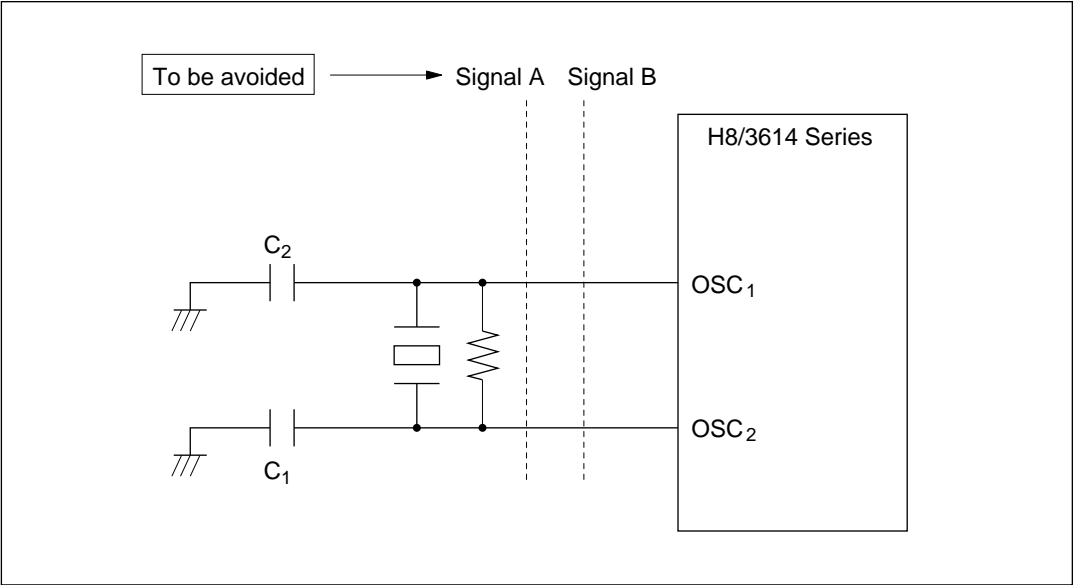 To be avoided
Signal A
Signal B
H8/3614 Series
C2
OSC1
OSC2
C1